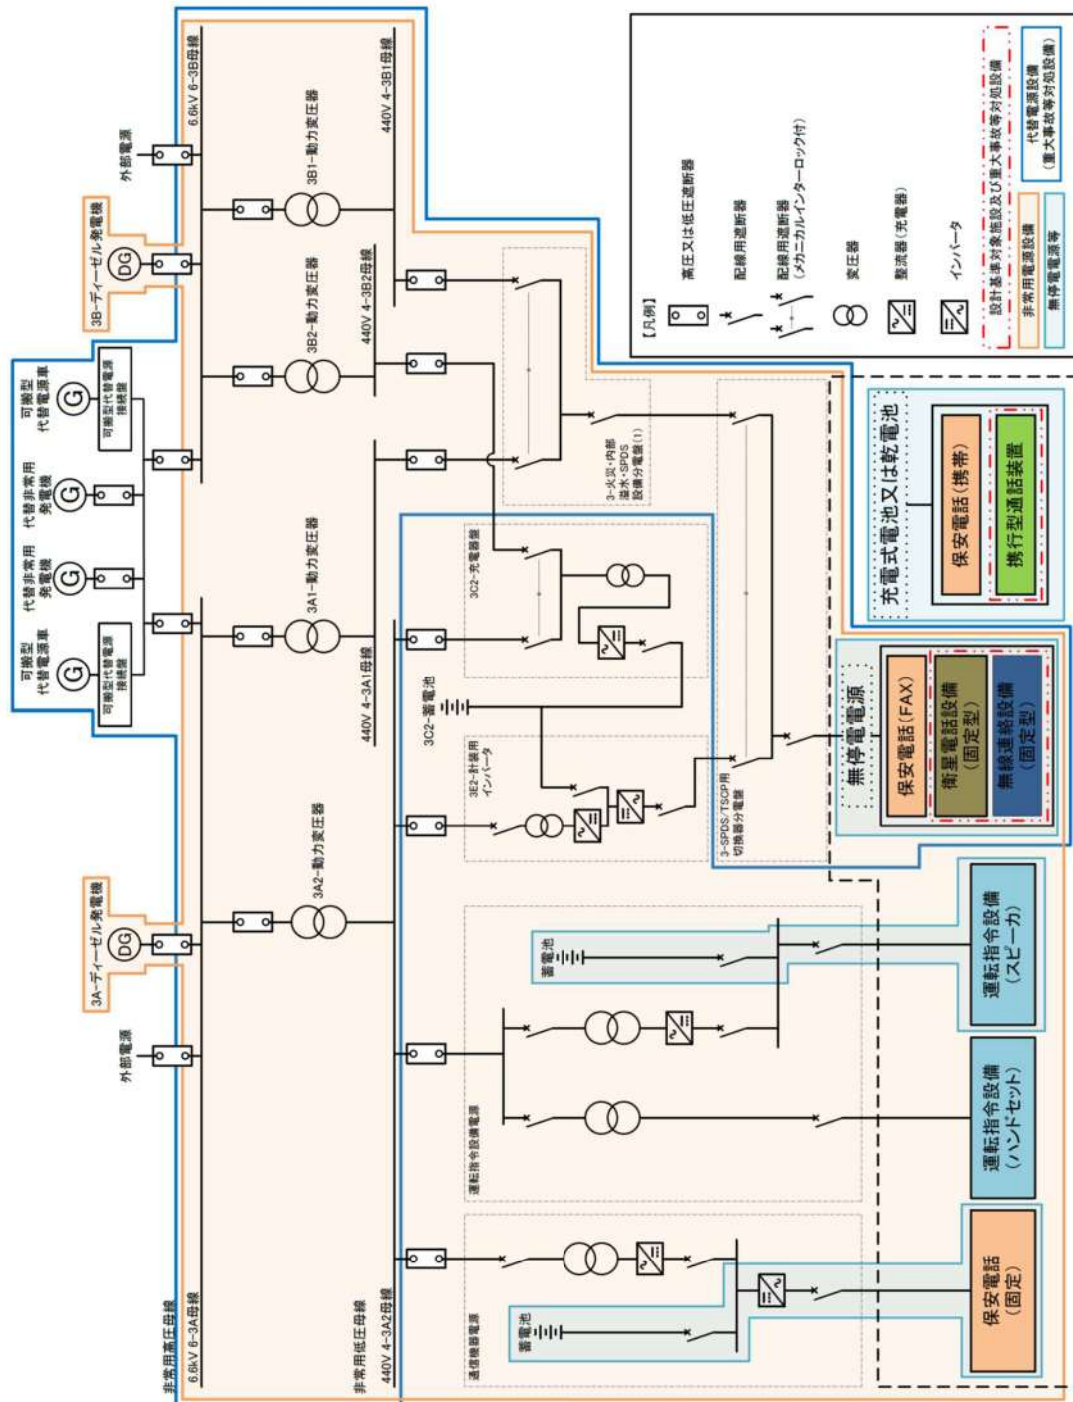 非常用高圧母線
6.6kV 6-3A母線
外部電源
3A-ディーゼル発電機
DG
可搬型
代替電源車
G
可搬型代替電源
接続盤
代替非常用
発電機
G
代替非常用
発電機
G
可搬型
代替電源車
G
可搬型代替電源
接続盤
3B-ディーゼル発電機
DG
外部電源
6.6kV 6-3B母線
3A2-動力変圧器
3A1-動力変圧器
3B2-動力変圧器
3B1-動力変圧器
非常用低圧母線
440V 4-3A2母線
440V 4-3A1母線
440V 4-3B2母線
440V 4-3B1母線
通信機器電源
蓄電池
運転指令設備電源
蓄電池
3E2-計装用
インバータ
3C2-蓄電池
3C2-充電器盤
3-火災・内部
溢水・SPDS
設備分電盤(1)
3-SPDS/TSCP用
切換器分電盤
保安電話
(固定)
運転指令設備
(ハンドセット)
運転指令設備
(スピーカ)
無停電電源
保安電話(FAX)
衛星電話設備
(固定型)
無線連絡設備
(固定型)
充電式電池又は乾電池
保安電話(携帯)
携行型通話装置
【凡例】
高圧又は低圧遮断器
配線用遮断器
配線用遮断器
(メカニカルインターロック付)
変圧器
整流器(充電器)
インバータ
設計基準対象施設及び重大事故等対処設備
非常用電源設備
無停電電源等
代替電源設備
(重大事故等対処設備)